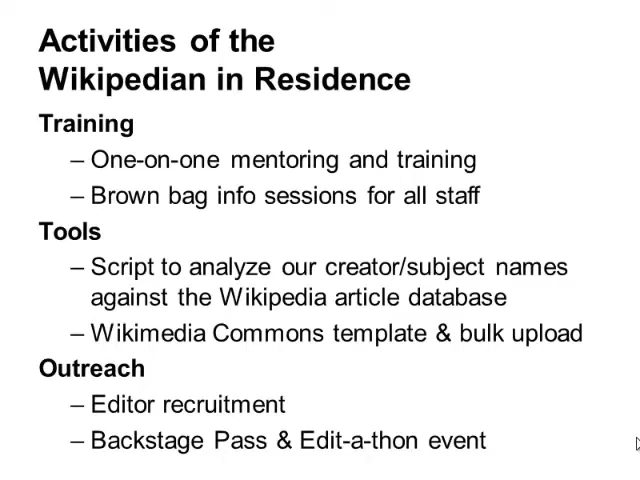 Activities of the
Wikipedian in Residence
Training
– One-on-one mentoring and training
– Brown bag info sessions for all staff
Tools
– Script to analyze our creator/subject names
against the Wikipedia article database
– Wikimedia Commons template & bulk upload
Outreach
– Editor recruitment
– Backstage Pass & Edit-a-thon event